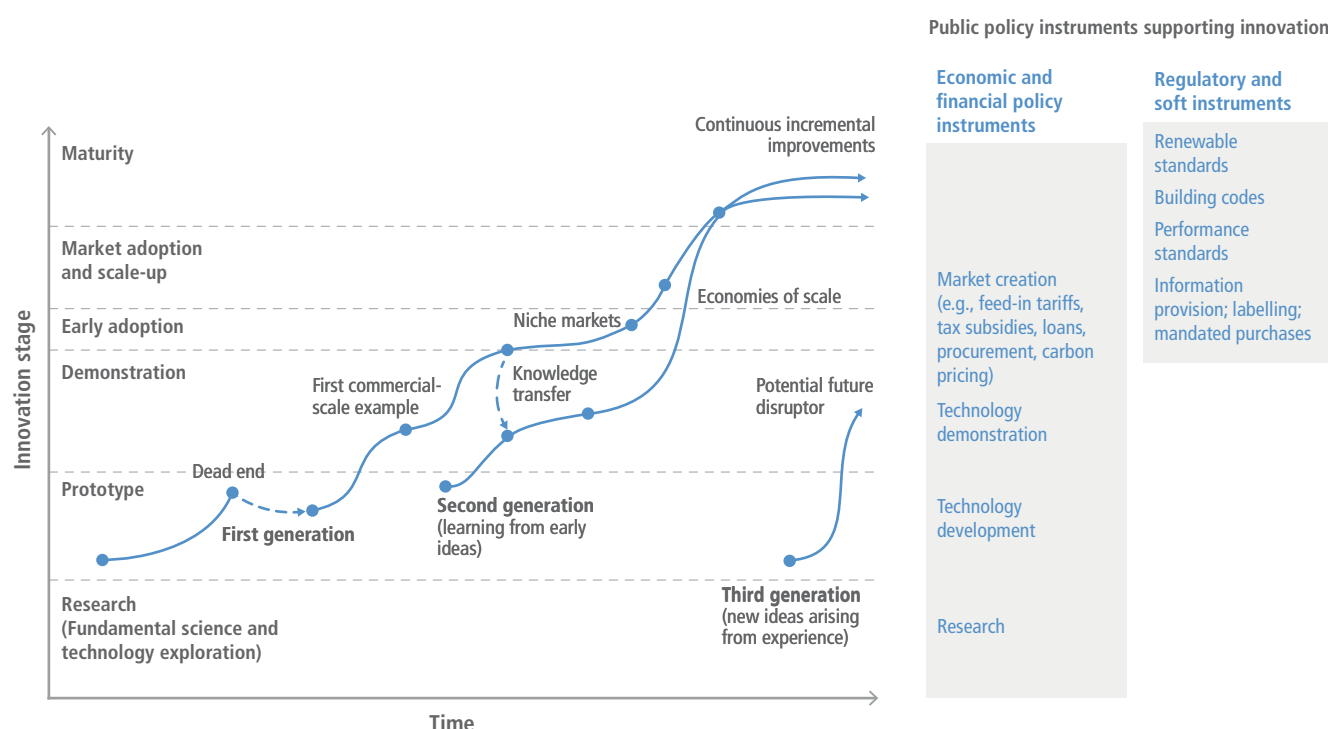 Public policy instruments supporting innovation
Economic and
financial policy
instruments
Regulatory and
soft instruments
Continuous incremental
improvements
Maturity
Market adoption
and scale-up
Economies of scale
Early adoption
Niche markets
Demonstration
First commercial-
scale example
Knowledge
transfer
Potential future
disruptor
Innovation stage
Dead end
Prototype
First generation
Second generation
(learning from early
ideas)
Third generation
(new ideas arising
from experience)
Research
(Fundamental science and
technology exploration)
Time
Market creation
(e.g., feed-in tariffs,
tax subsidies, loans,
procurement, carbon
pricing)
Technology
demonstration
Technology
development
Research
Renewable
standards
Building codes
Performance
standards
Information
provision; labelling;
mandated purchases